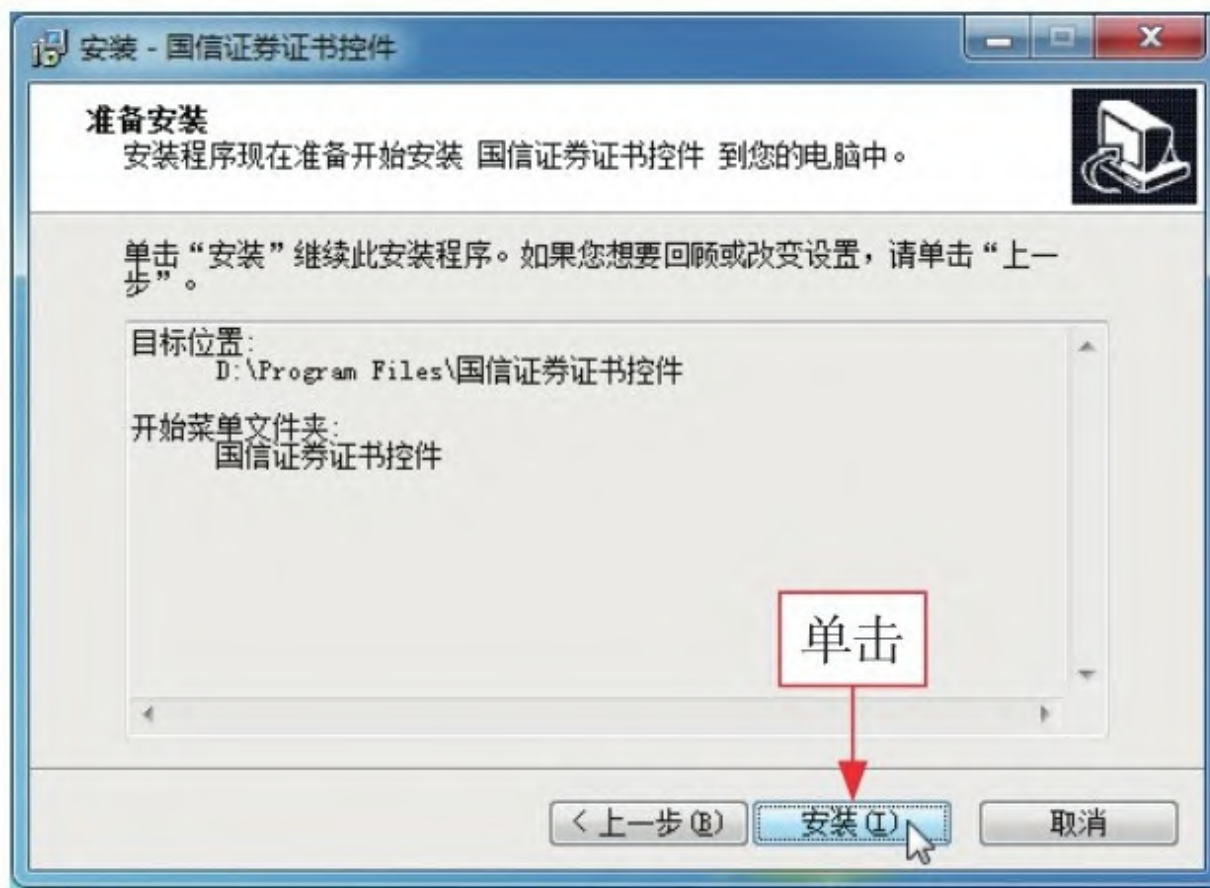 安装 - 国信证券证书控件
准备安装
安装程序现在准备开始安装 国信证券证书控件 到您的电脑中。
单击“安装”继续此安装程序。如果您想要回顾或改变设置，请单击“上一
步”。
目标位置:
D:\Program Files\国信证券证书控件
开始菜单文件夹:
国信证券证书控件
单击
< 上一步(B)
安装(I)
取消